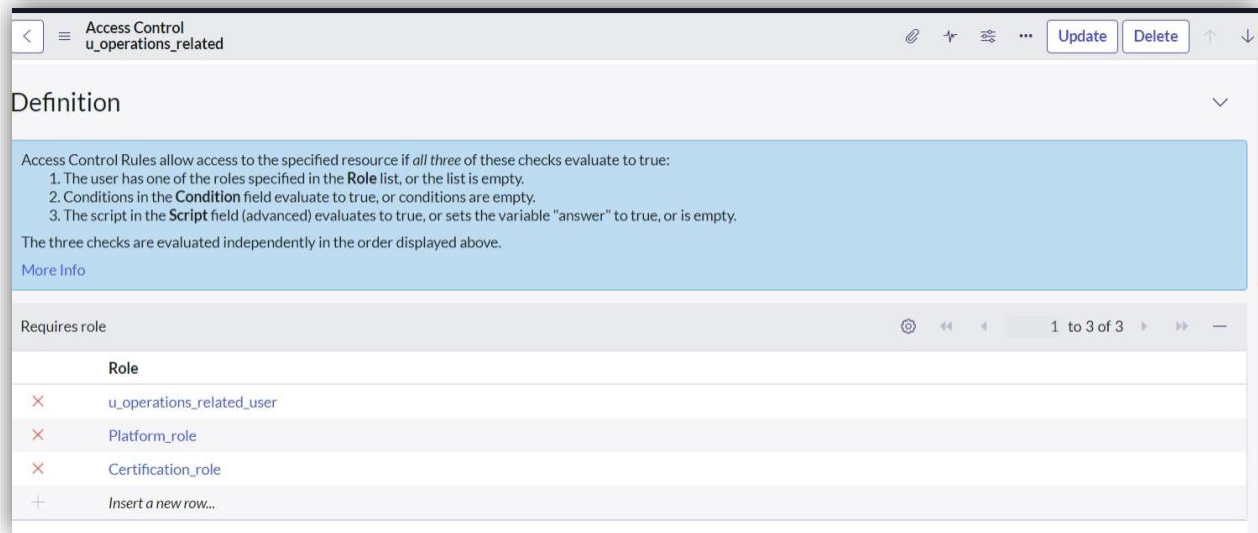 Access Control
u_operations_related
Update
Delete
Definition
Access Control Rules allow access to the specified resource if all three of these checks evaluate to true:
1. The user has one of the roles specified in the Role list, or the list is empty.
2. Conditions in the Condition field evaluate to true, or conditions are empty.
3. The script in the Script field (advanced) evaluates to true, or sets the variable "answer" to true, or is empty.
The three checks are evaluated independently in the order displayed above.
More Info
Requires role
1 to 3 of 3
Role
u_operations_related_user
Platform_role
Certification_role
Insert a new row...